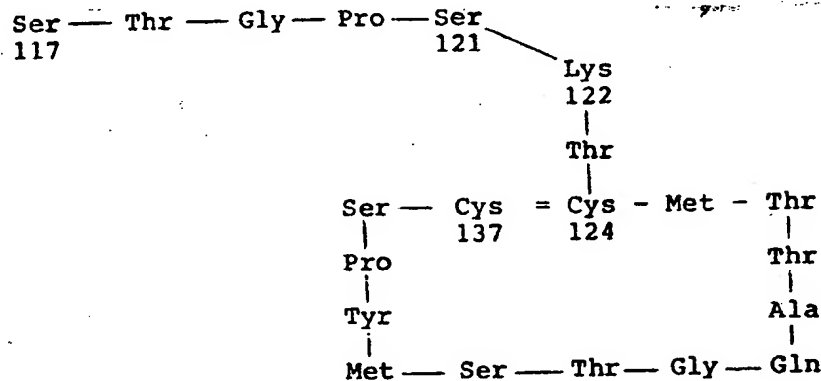 Ser — Thr — Gly — Pro — Ser
117 121
Lys
122
Thr
Ser — Cys = Cys - Met - Thr
137 124
Pro Thr
Tyr Ala
Met — Ser — Thr — Gly — Gln